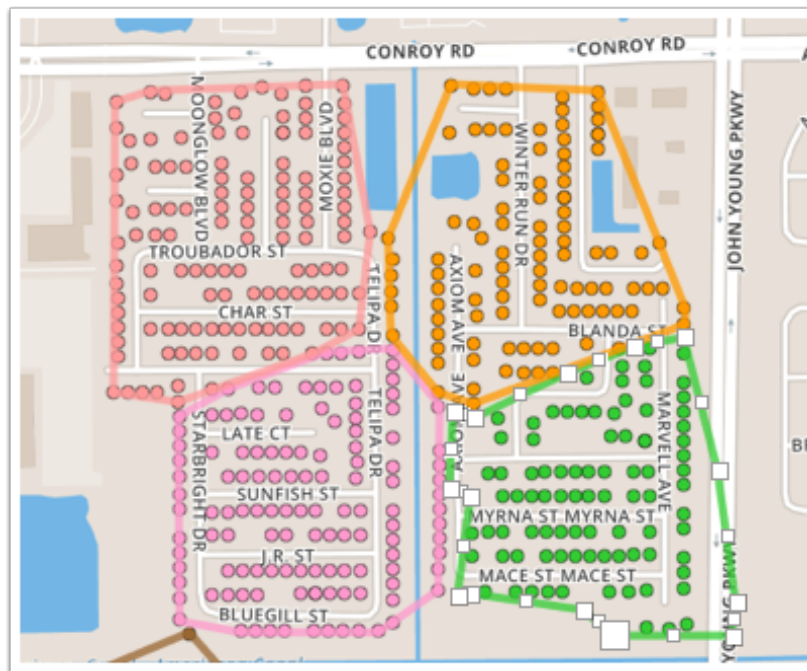 CONROY RD
CONROY RD
MOONGLOW BLVD
MOXIE BLVD
WINTER RUN DR
JOHN YOUNG PKWY
TROUBADOR ST
TELIPA DR
AXIOM AVE
CHAR ST
BLANDA ST
TELIPA DR
MARVELL AVE
LATE CT
STARBRIGHT DR
SUNFISH ST
MYRNA ST MYRNA ST
J.R. ST
MACE ST MACE ST
BLUEGILL ST
YOUNG PKWY